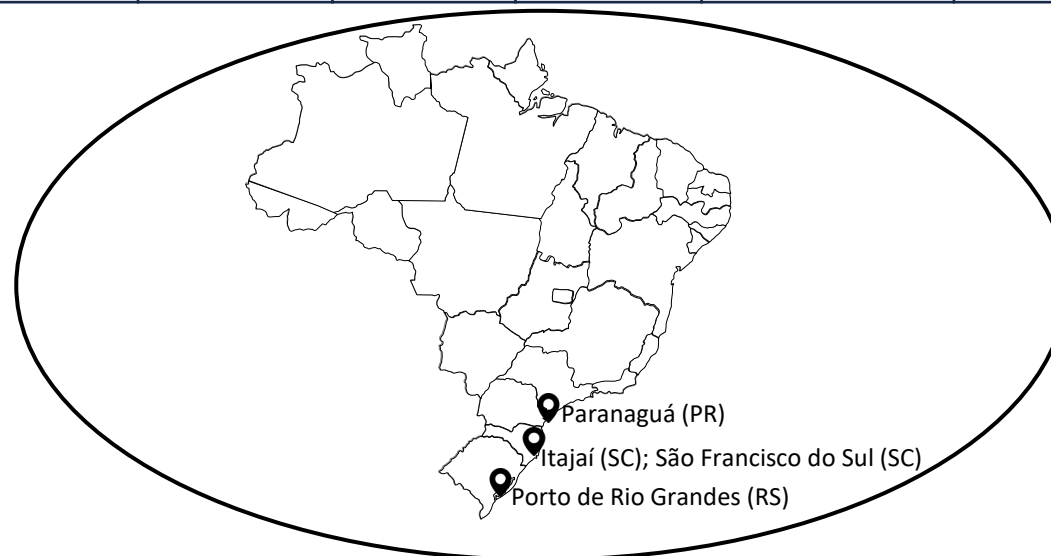 Paranaguá (PR)
Itajaí (SC); São Francisco do Sul (SC)
Porto de Rio Grandes (RS)